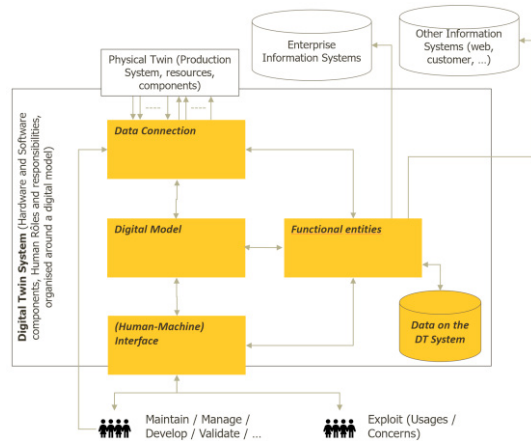 Physical Twin (Production
System, resources,
components)
Enterprise
Information Systems
Other Information
Systems (web,
customer, ...)
Digital Twin System (Hardware and Software
components, Human Rôles and responsibilities,
organised around a digital model)
Data Connection
Digital Model
Functional entities
(Human-Machine)
Interface
Data on the
DT System
Maintain / Manage /
Develop / Validate / ...
Exploit (Usages /
Concerns)